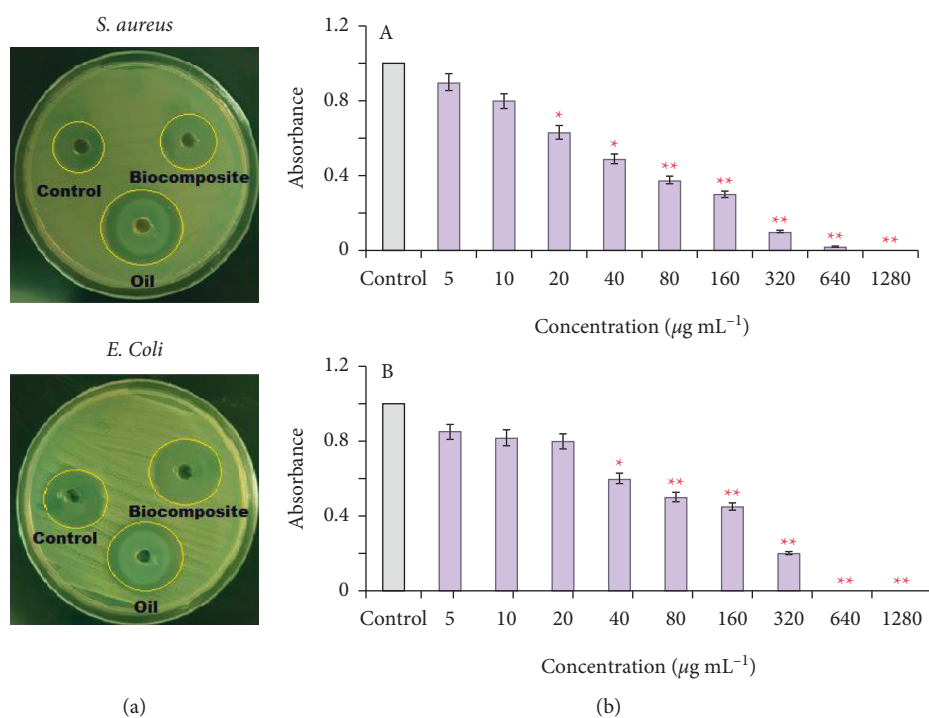 S. aureus
Control
Biocomposite
Oil
E. Coli
Control
Biocomposite
Oil
(a)
A
1.2
0.8
0.4
0
Absorbance
* * ** ** ** ** **
Control 5 10 20 40 80 160 320 640 1280
Concentration (μg mL⁻¹)
B
1.2
0.8
0.4
0
Absorbance
* ** ** ** ** **
Control 5 10 20 40 80 160 320 640 1280
Concentration (μg mL⁻¹)
(b)